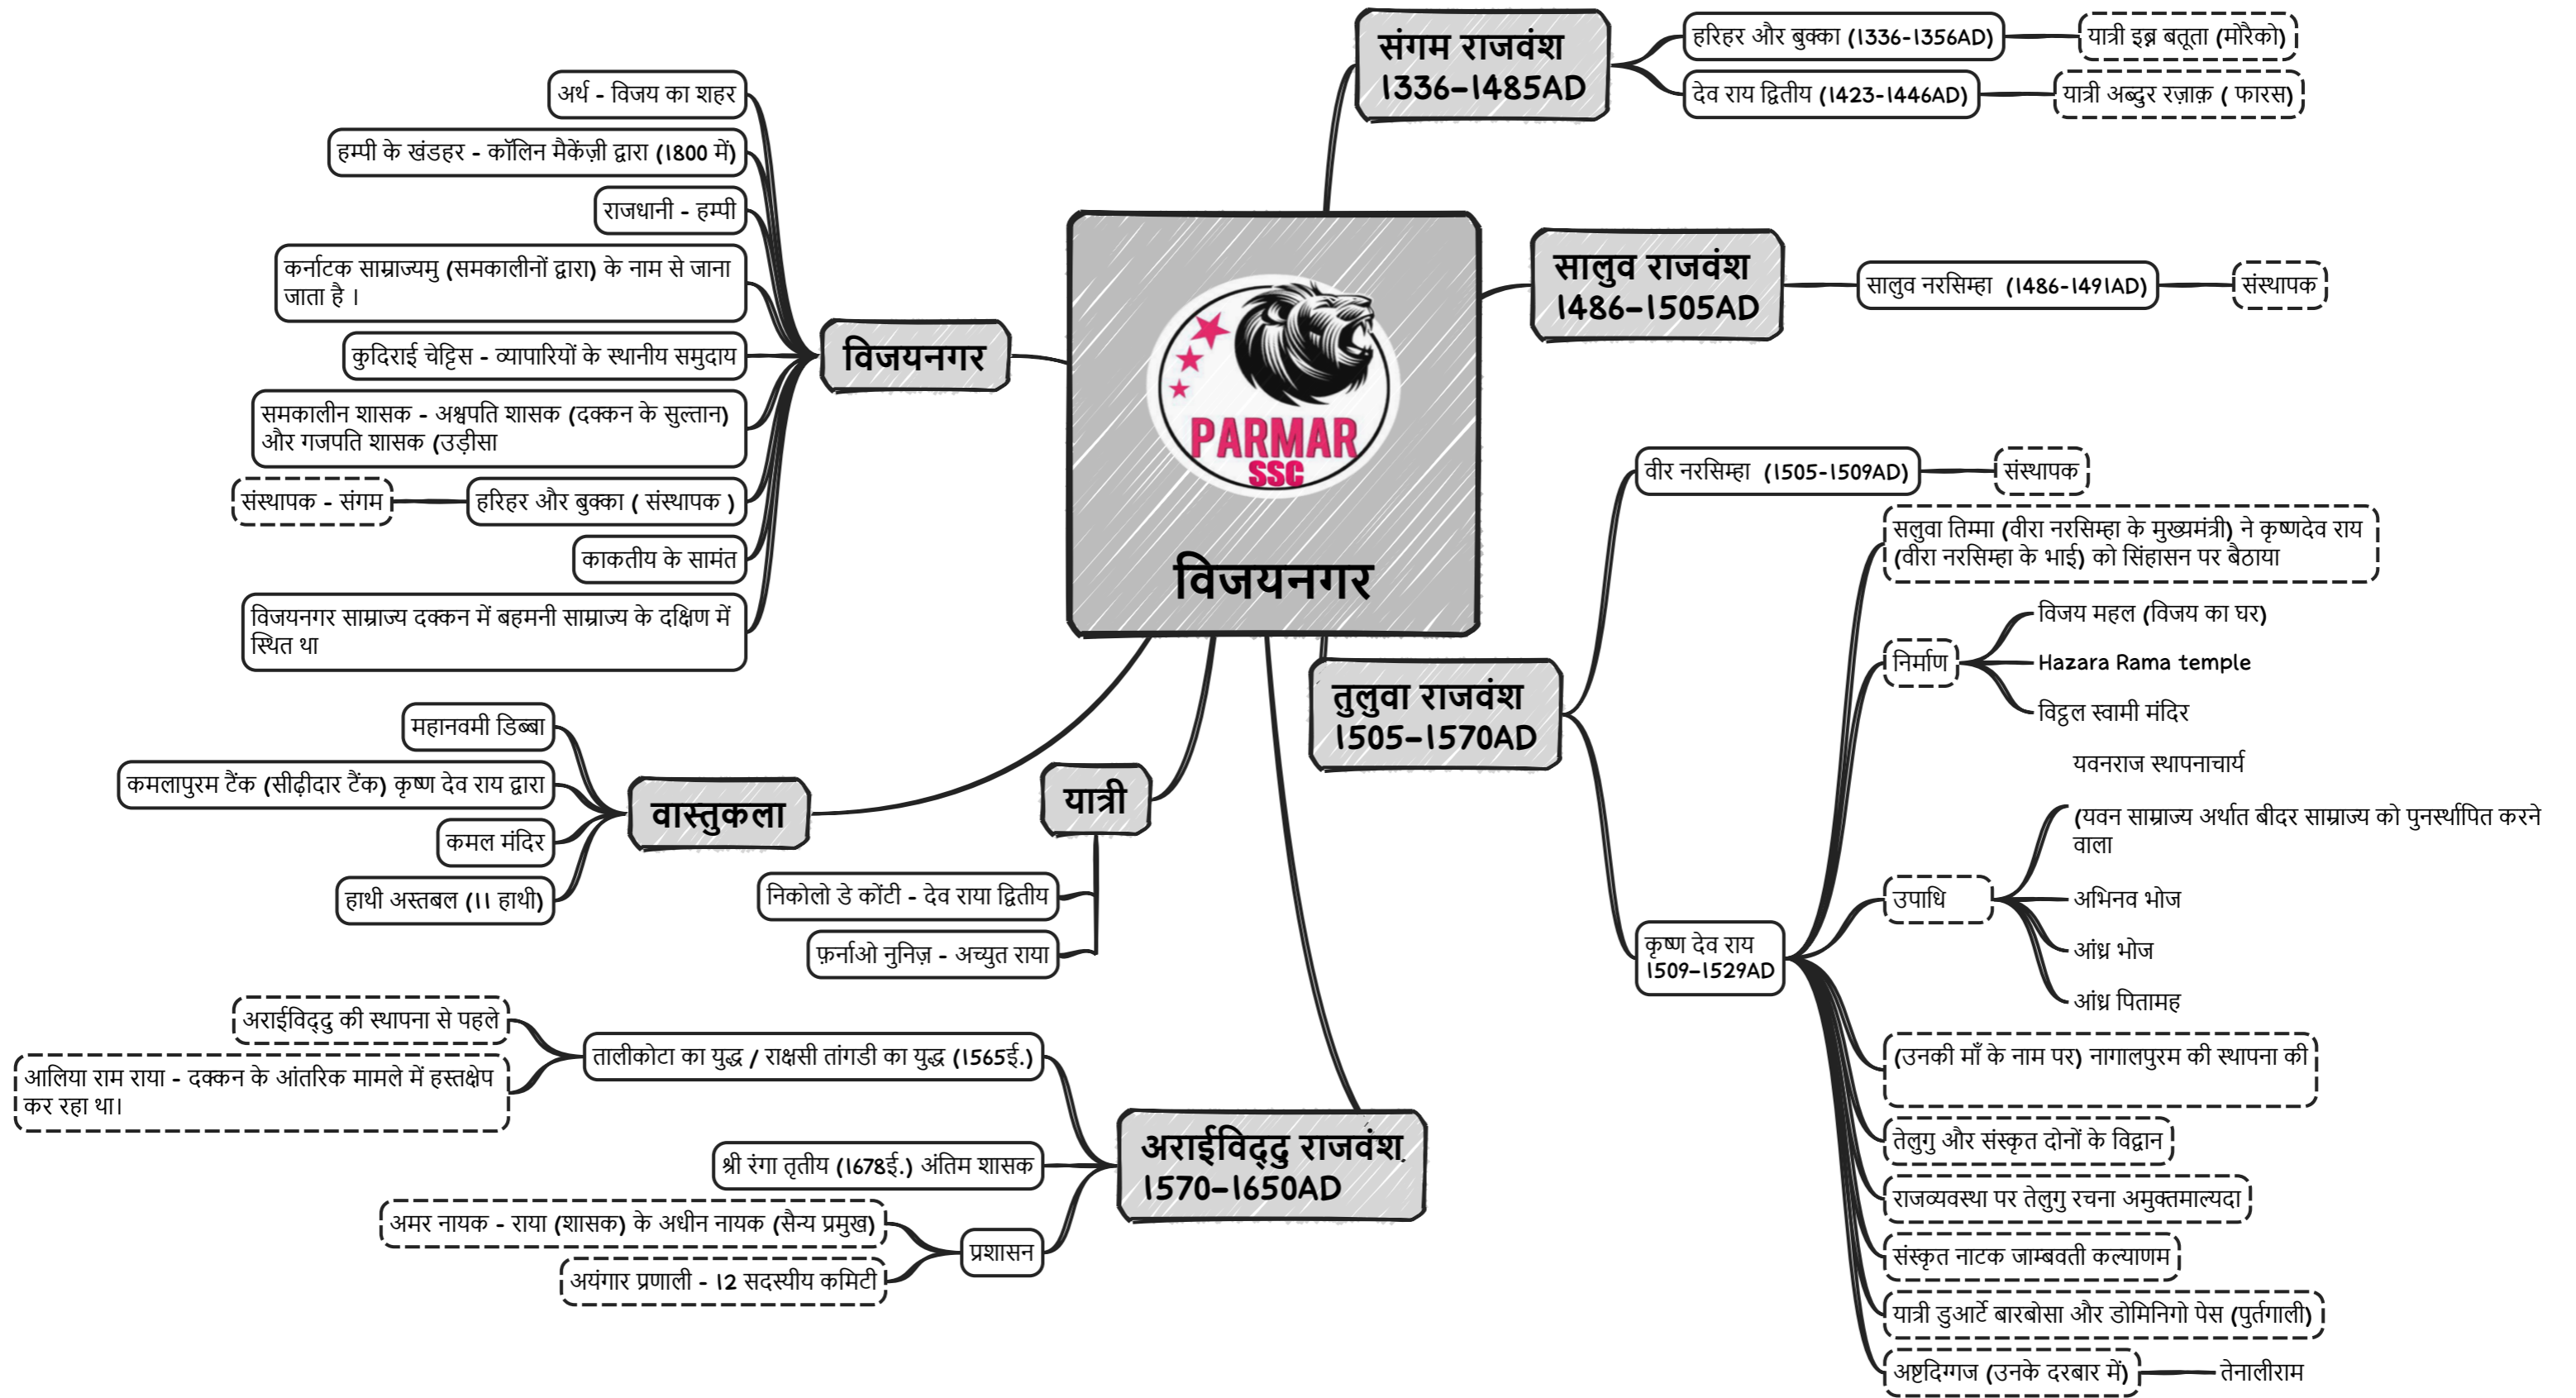 PARMAR
SSC
विजयनगर
संगम राजवंश
1336-1485AD
हरिहर और बुक्का (1336-1356AD)
यात्री इब्न बतूता (मोरैको)
देव राय द्वितीय (1423-1446AD)
यात्री अब्दुर रज़ाक़ ( फारस)
सालुव राजवंश
1486-1505AD
सालुव नरसिम्हा (1486-1491AD)
संस्थापक
तुलुवा राजवंश
1505-1570AD
वीर नरसिम्हा (1505-1509AD)
संस्थापक
कृष्ण देव राय
1509-1529AD
सलुवा तिम्मा (वीरा नरसिम्हा के मुख्यमंत्री) ने कृष्णदेव राय
(वीरा नरसिम्हा के भाई) को सिंहासन पर बैठाया
निर्माण
विजय महल (विजय का घर)
Hazara Rama temple
विट्ठल स्वामी मंदिर
उपाधि
यवनराज स्थापनाचार्य
(यवन साम्राज्य अर्थात बीदर साम्राज्य को पुनर्स्थापित करने
वाला
अभिनव भोज
आंध्र भोज
आंध्र पितामह
(उनकी माँ के नाम पर) नागालपुरम की स्थापना की
तेलुगु और संस्कृत दोनों के विद्वान
राजव्यवस्था पर तेलुगु रचना अमुक्तमाल्यदा
संस्कृत नाटक जाम्बवती कल्याणम
यात्री डुआर्टे बारबोसा और डोमिनिगो पेस (पुर्तगाली)
अष्टदिग्गज (उनके दरबार में)
तेनालीराम
अराईविद्दु राजवंश
1570-1650AD
तालीकोटा का युद्ध / राक्षसी तांगडी का युद्ध (1565ई.)
अराईविद्दु की स्थापना से पहले
आलिया राम राया - दक्कन के आंतरिक मामले में हस्तक्षेप
कर रहा था।
श्री रंगा तृतीय (1678ई.) अंतिम शासक
प्रशासन
अमर नायक - राया (शासक) के अधीन नायक (सैन्य प्रमुख)
अयंगार प्रणाली - 12 सदस्यीय कमिटी
यात्री
निकोलो डे कोंटी - देव राया द्वितीय
फ़र्नाओ नुनिज़ - अच्युत राया
वास्तुकला
महानवमी डिब्बा
कमलापुरम टैंक (सीढ़ीदार टैंक) कृष्ण देव राय द्वारा
कमल मंदिर
हाथी अस्तबल (11 हाथी)
विजयनगर
अर्थ - विजय का शहर
हम्पी के खंडहर - कॉलिन मैकेंज़ी द्वारा (1800 में)
राजधानी - हम्पी
कर्नाटक साम्राज्यमु (समकालीनों द्वारा) के नाम से जाना
जाता है ।
कुदिराई चेट्टिस - व्यापारियों के स्थानीय समुदाय
समकालीन शासक - अश्वपति शासक (दक्कन के सुल्तान)
और गजपति शासक (उड़ीसा
हरिहर और बुक्का ( संस्थापक )
संस्थापक - संगम
काकतीय के सामंत
विजयनगर साम्राज्य दक्कन में बहमनी साम्राज्य के दक्षिण में
स्थित था